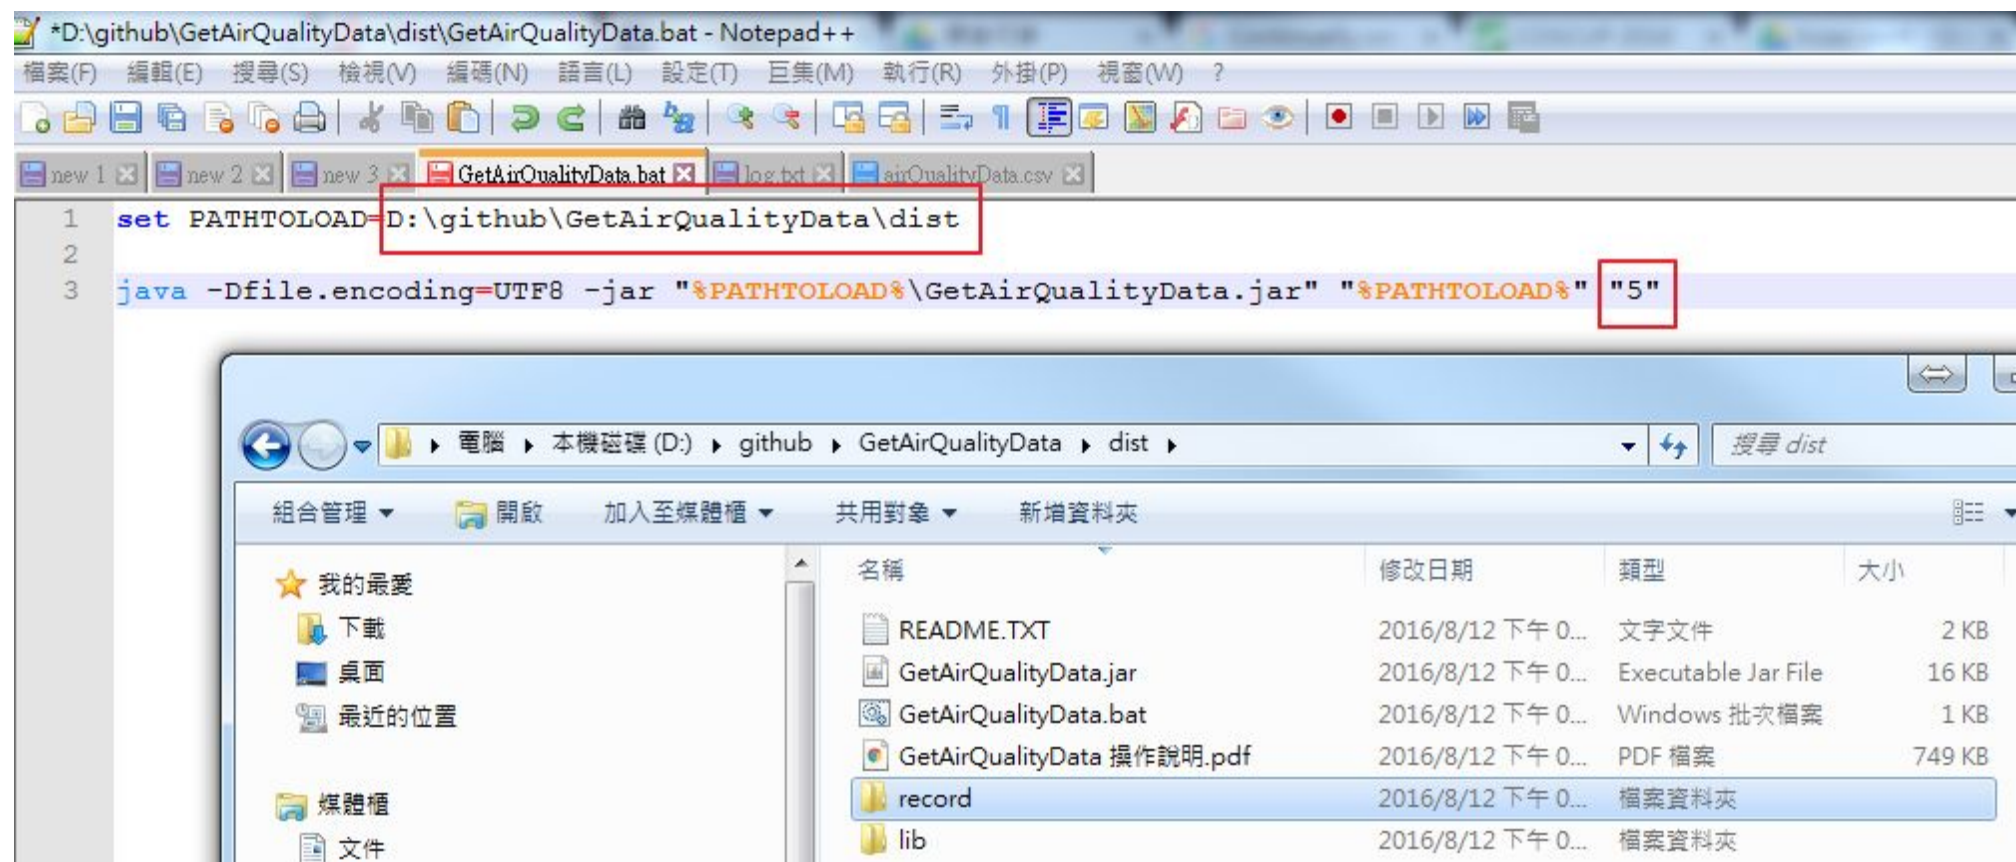 *D:\github\GetAirQualityData\dist\GetAirQualityData.bat - Notepad++
檔案(F) 編輯(E) 搜尋(S) 檢視(V) 編碼(N) 語言(L) 設定(T) 巨集(M) 執行(R) 外掛(P) 視窗(W) ?
new 1 new 2 new 3 GetAirQualityData.bat log.txt airQualityData.csv
1 set PATHTOLOAD=D:\github\GetAirQualityData\dist
2
3 java -Dfile.encoding=UTF8 -jar "%PATHTOLOAD%\GetAirQualityData.jar" "%PATHTOLOAD%" "5"
電腦 本機磁碟 (D:) github GetAirQualityData dist 搜尋 dist
組合管理 開啟 加入至媒體櫃 共用對象 新增資料夾
名稱 修改日期 類型 大小
我的最愛
下載
桌面
最近的位置
媒體櫃
文件
README.TXT 2016/8/12 下午 0... 文字文件 2 KB
GetAirQualityData.jar 2016/8/12 下午 0... Executable Jar File 16 KB
GetAirQualityData.bat 2016/8/12 下午 0... Windows 批次檔案 1 KB
GetAirQualityData 操作說明.pdf 2016/8/12 下午 0... PDF 檔案 749 KB
record 2016/8/12 下午 0... 檔案資料夾
lib 2016/8/12 下午 0... 檔案資料夾